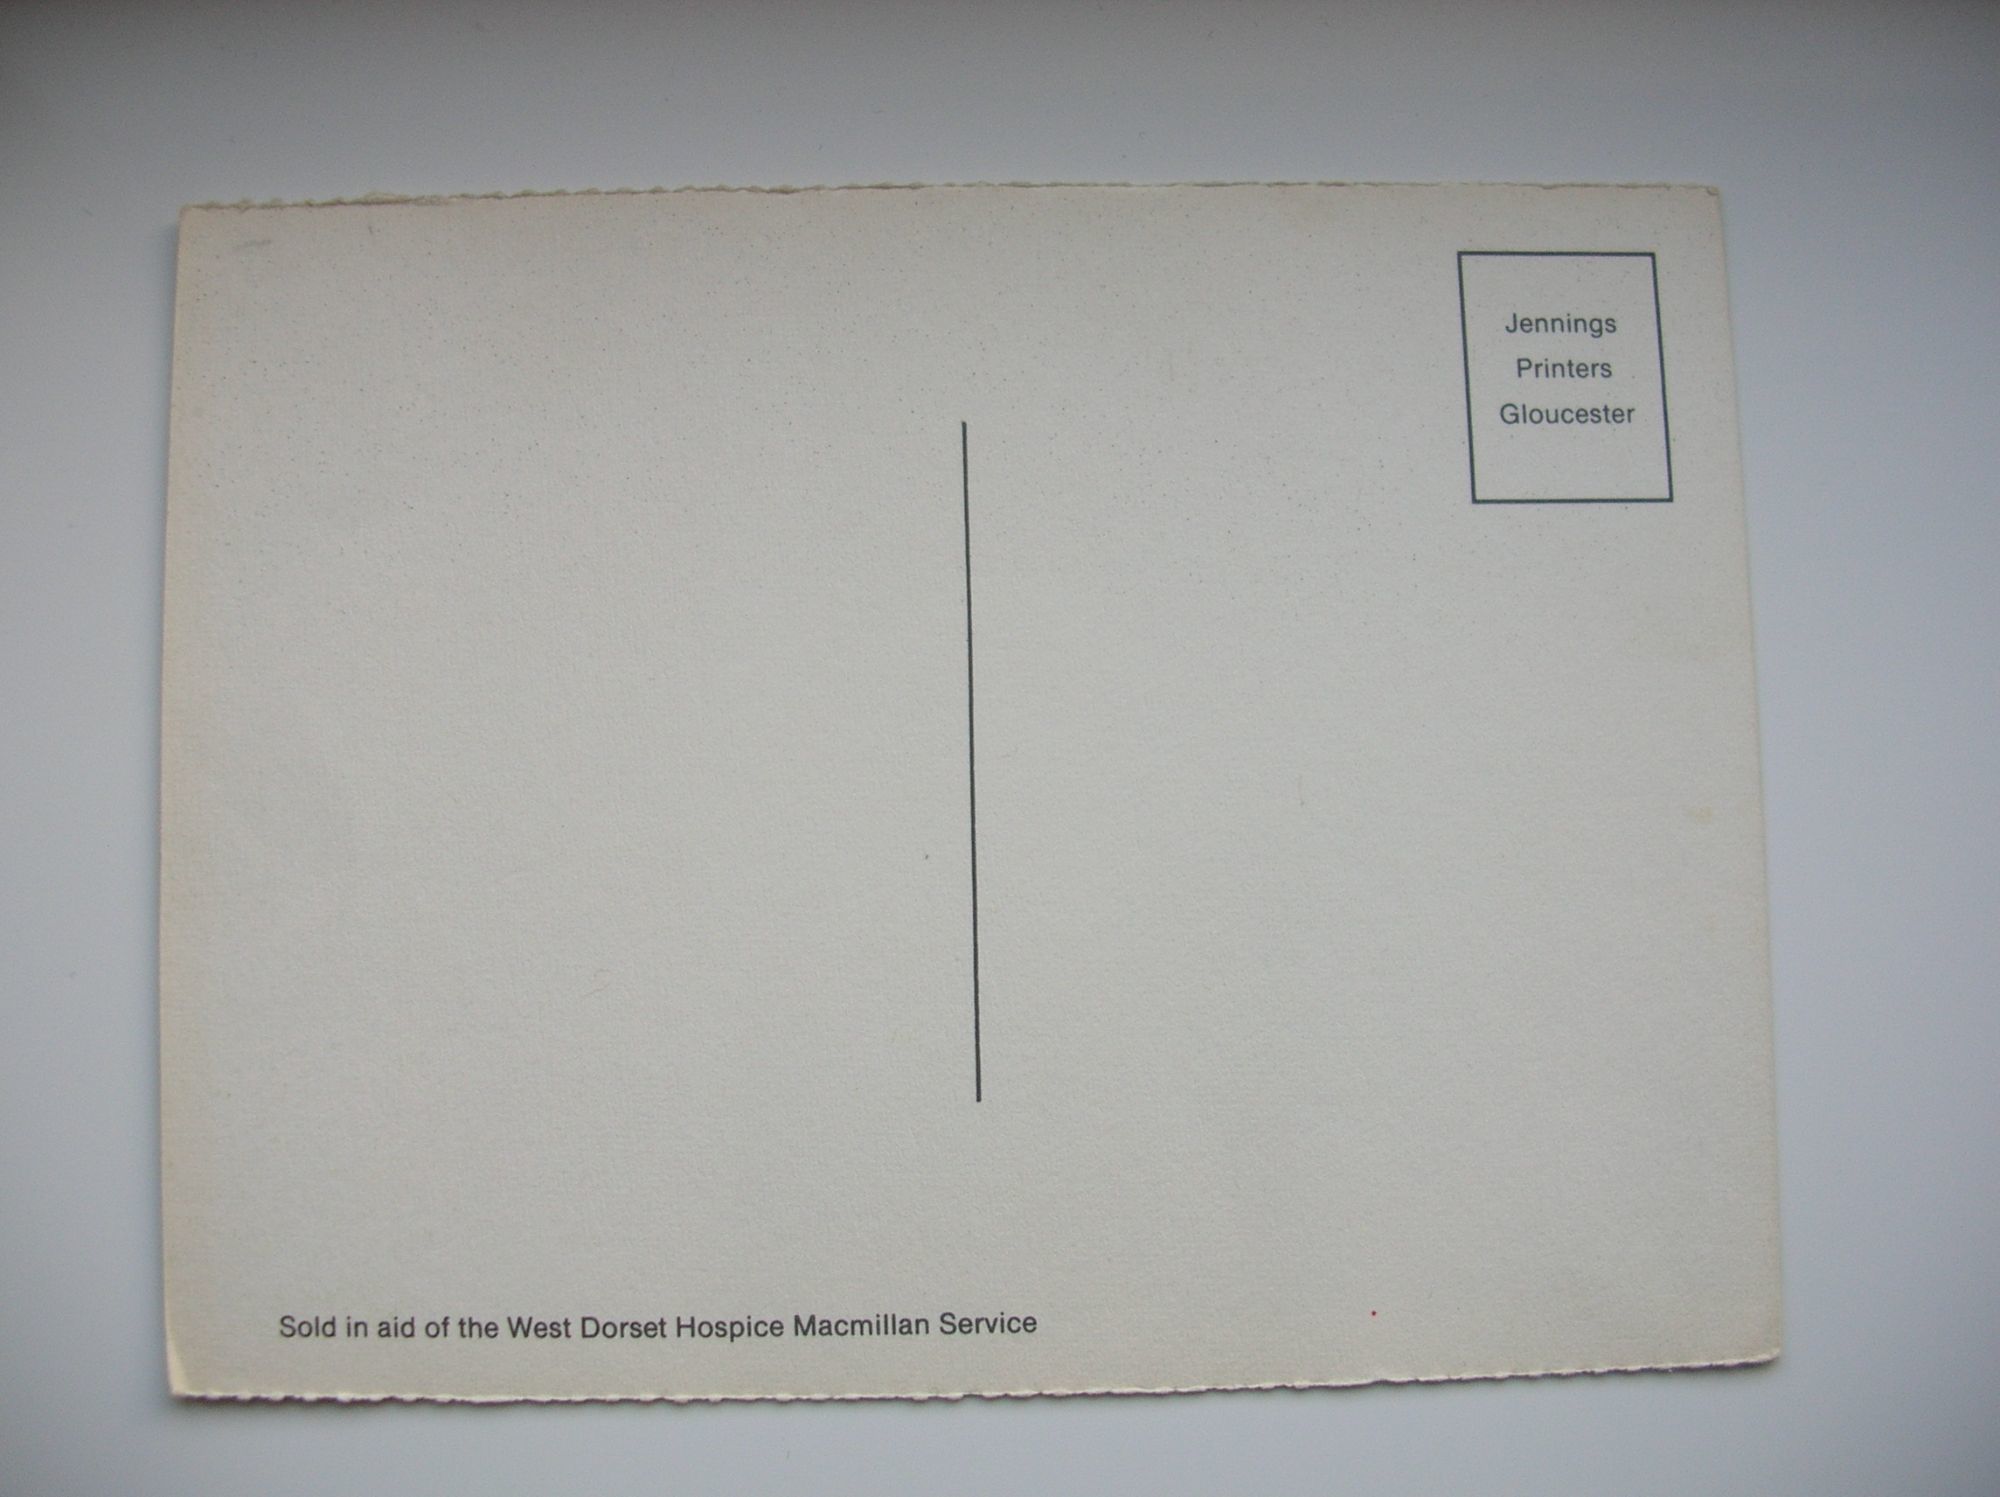 Jennings
Printers
Gloucester
Sold in aid of the West Dorset Hospice Macmillan Service